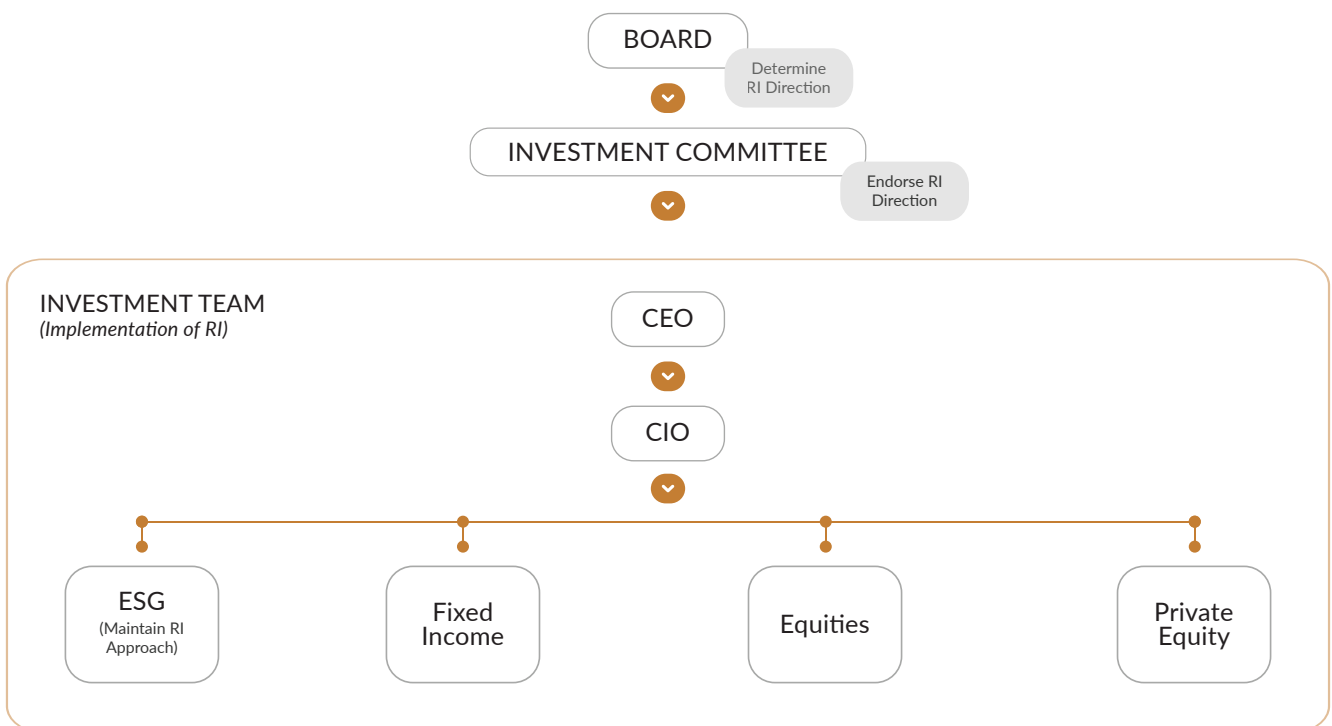 BOARD
Determine
RI Direction
INVESTMENT COMMITTEE
Endorse RI
Direction
INVESTMENT TEAM
(Implementation of RI)
CEO
CIO
ESG
(Maintain RI
Approach)
Fixed
Income
Equities
Private
Equity